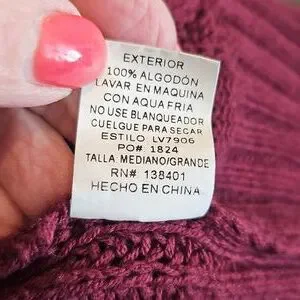 EXTERIOR
100% ALGODÓN
LAVAR EN MAQUINA
CON AQUA FRIA
NO USE BLANQUEADOR
CUELGUE PARA SECAR
ESTILO: LV7906
PO# 1824
TALLA: MEDIANO/GRANDE
RN# 138401
HECHO EN CHINA